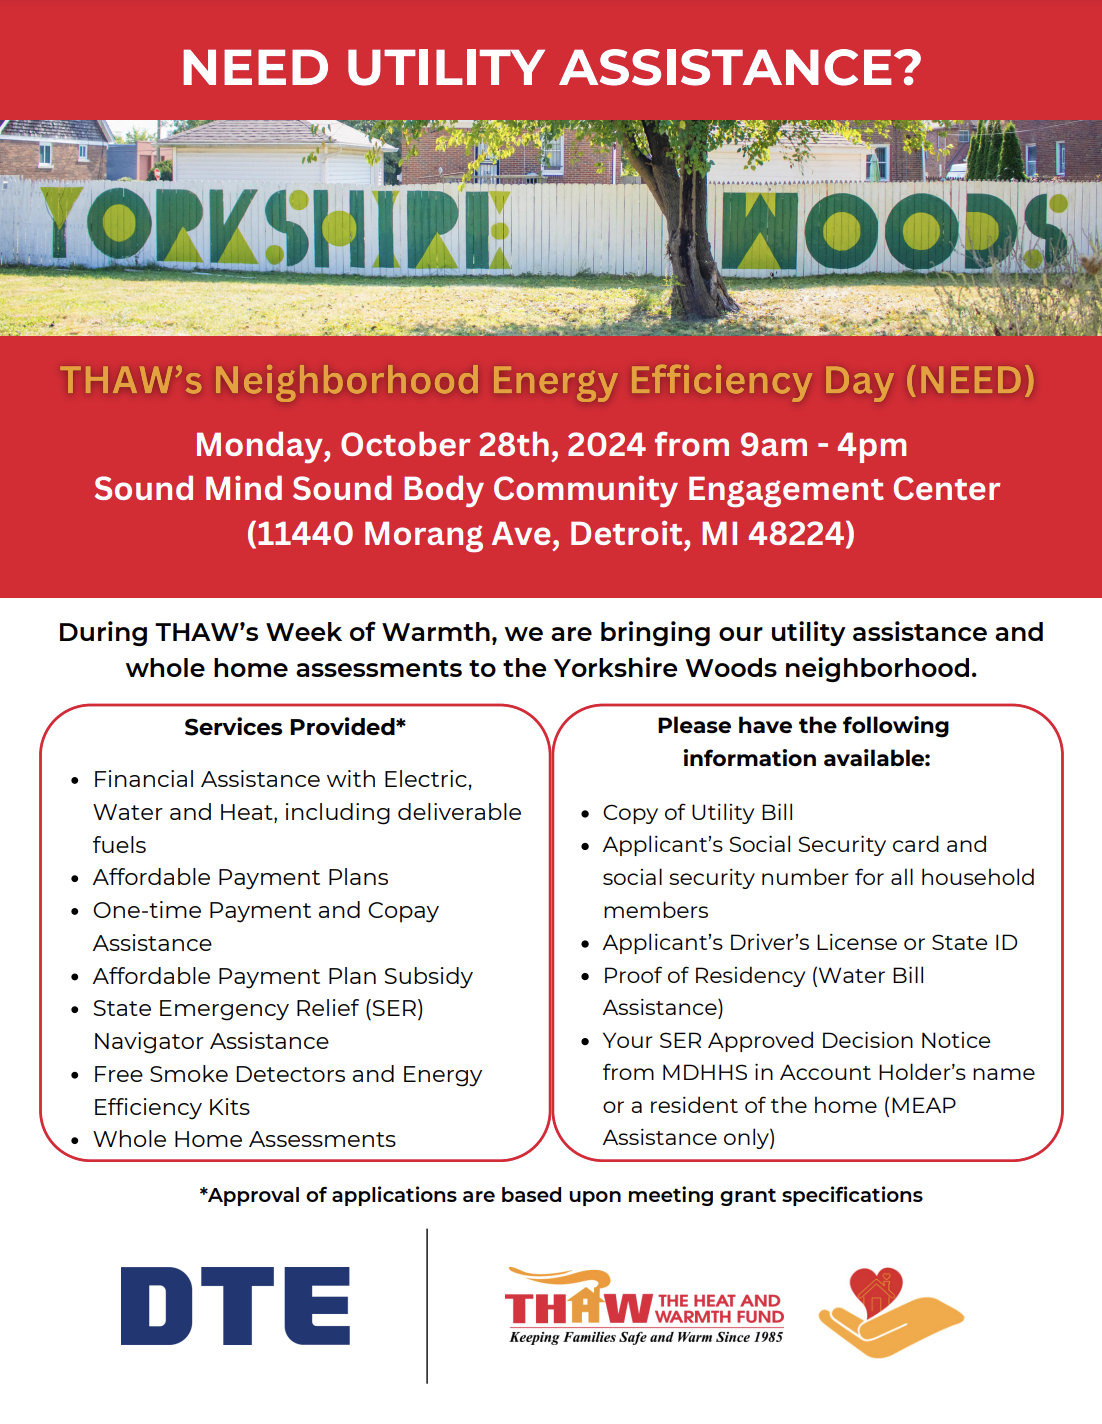 NEED UTILITY ASSISTANCE?
YORKSHIRE WOODS
THAW’s Neighborhood Energy Efficiency Day (NEED)
Monday, October 28th, 2024 from 9am - 4pm
Sound Mind Sound Body Community Engagement Center
(11440 Morang Ave, Detroit, MI 48224)
During THAW’s Week of Warmth, we are bringing our utility assistance and
whole home assessments to the Yorkshire Woods neighborhood.
Services Provided*
• Financial Assistance with Electric,
Water and Heat, including deliverable
fuels
• Affordable Payment Plans
• One-time Payment and Copay
Assistance
• Affordable Payment Plan Subsidy
• State Emergency Relief (SER)
Navigator Assistance
• Free Smoke Detectors and Energy
Efficiency Kits
• Whole Home Assessments
Please have the following
information available:
• Copy of Utility Bill
• Applicant’s Social Security card and
social security number for all household
members
• Applicant’s Driver’s License or State ID
• Proof of Residency (Water Bill
Assistance)
• Your SER Approved Decision Notice
from MDHHS in Account Holder’s name
or a resident of the home (MEAP
Assistance only)
*Approval of applications are based upon meeting grant specifications
DTE
THAW THE HEAT AND
WARMTH FUND
Keeping Families Safe and Warm Since 1985